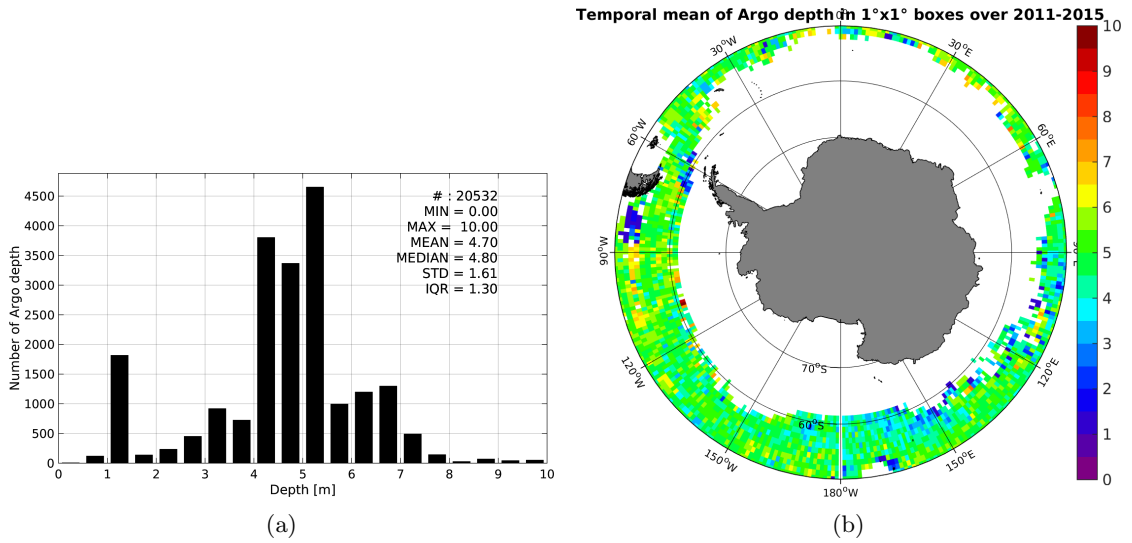 Temporal mean of Argo depth in 1°x1° boxes over 2011-2015
# : 20532
MIN = 0.00
MAX = 10.00
MEAN = 4.70
MEDIAN = 4.80
STD = 1.61
IQR = 1.30
Number of Argo depth
4500
4000
3500
3000
2500
2000
1500
1000
500
0
0 1 2 3 4 5 6 7 8 9 10
Depth [m]
(a)
30°W
30°E
60°W
60°E
90°W
120°W
120°E
150°W
150°E
180°W
70°S
60°S
10
9
8
7
6
5
4
3
2
1
0
(b)